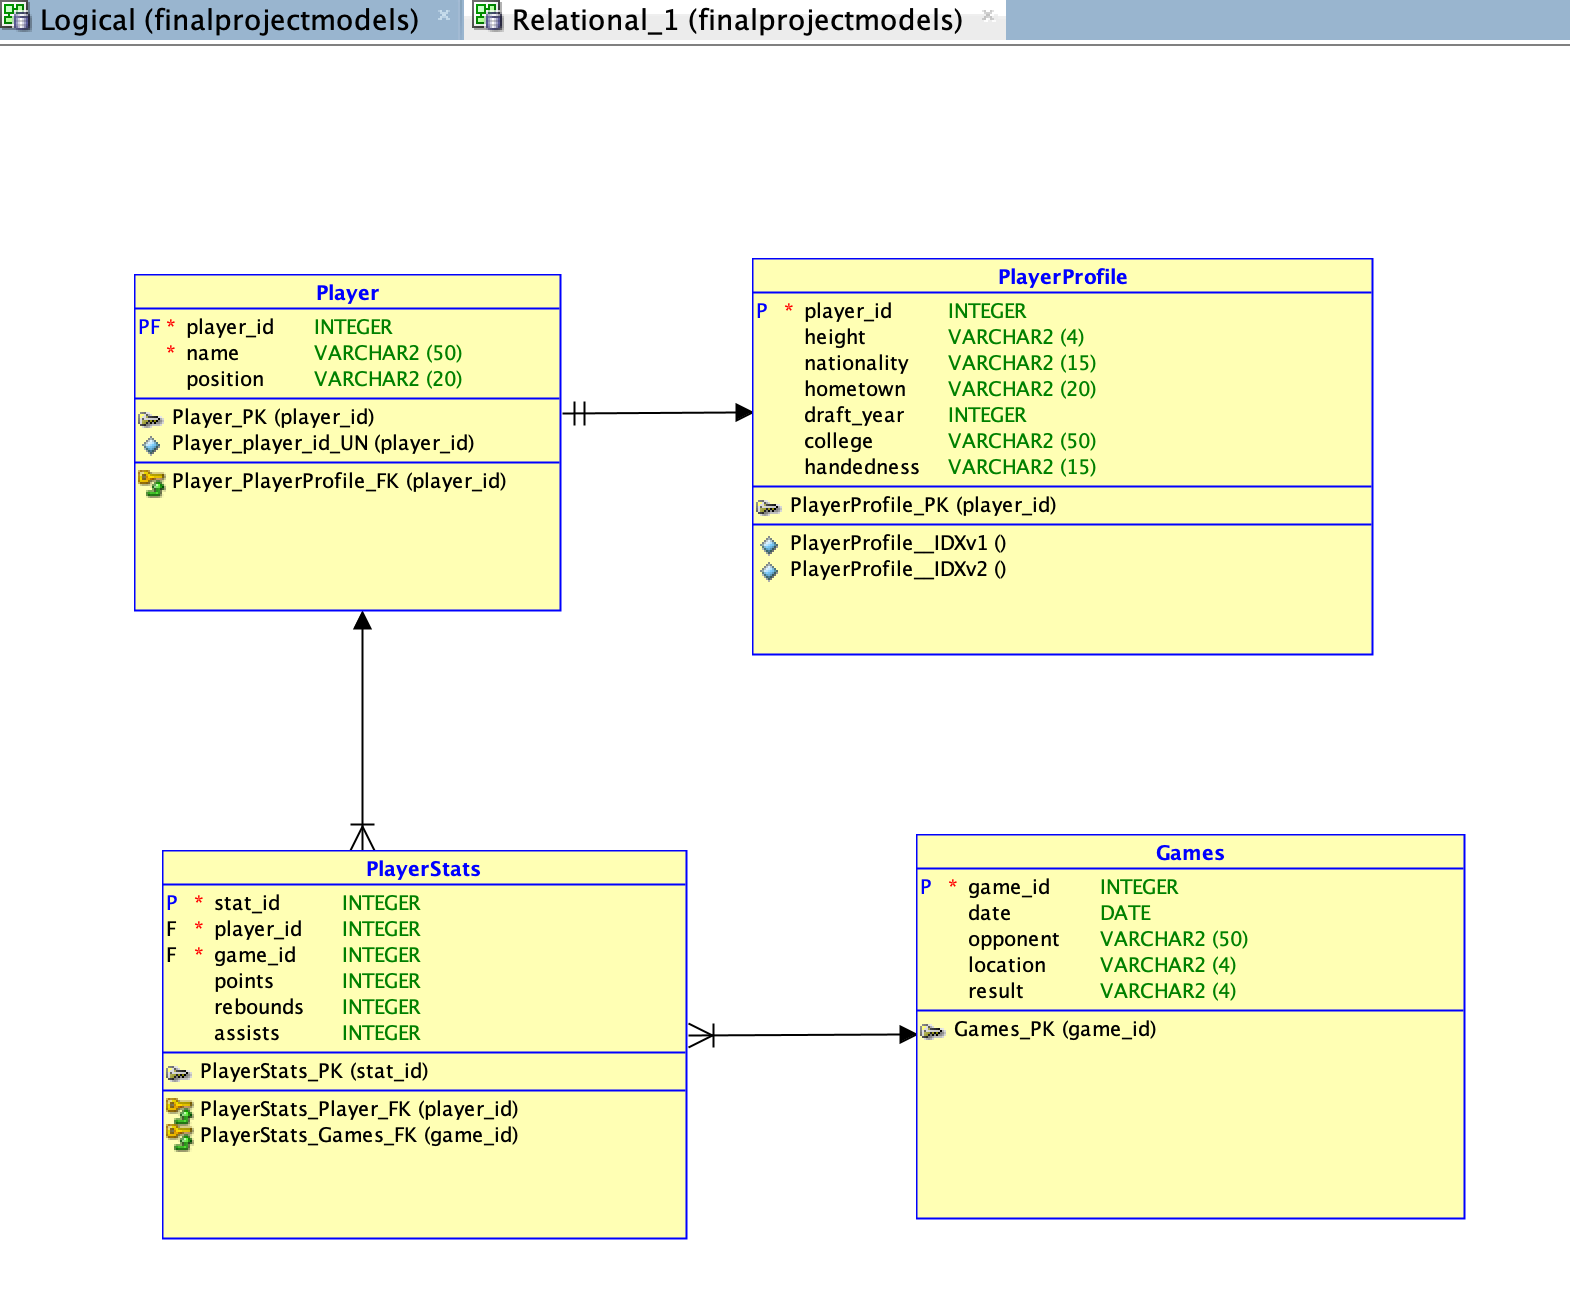 Logical (finalprojectmodels)
Relational_1 (finalprojectmodels)
Player
PF * player_id INTEGER
* name VARCHAR2 (50)
position VARCHAR2 (20)
Player_PK (player_id)
Player_player_id_UN (player_id)
Player_PlayerProfile_FK (player_id)
PlayerProfile
P * player_id INTEGER
height VARCHAR2 (4)
nationality VARCHAR2 (15)
hometown VARCHAR2 (20)
draft_year INTEGER
college VARCHAR2 (50)
handedness VARCHAR2 (15)
PlayerProfile_PK (player_id)
PlayerProfile__IDXv1 ()
PlayerProfile__IDXv2 ()
PlayerStats
P * stat_id INTEGER
F * player_id INTEGER
F * game_id INTEGER
points INTEGER
rebounds INTEGER
assists INTEGER
PlayerStats_PK (stat_id)
PlayerStats_Player_FK (player_id)
PlayerStats_Games_FK (game_id)
Games
P * game_id INTEGER
date DATE
opponent VARCHAR2 (50)
location VARCHAR2 (4)
result VARCHAR2 (4)
Games_PK (game_id)